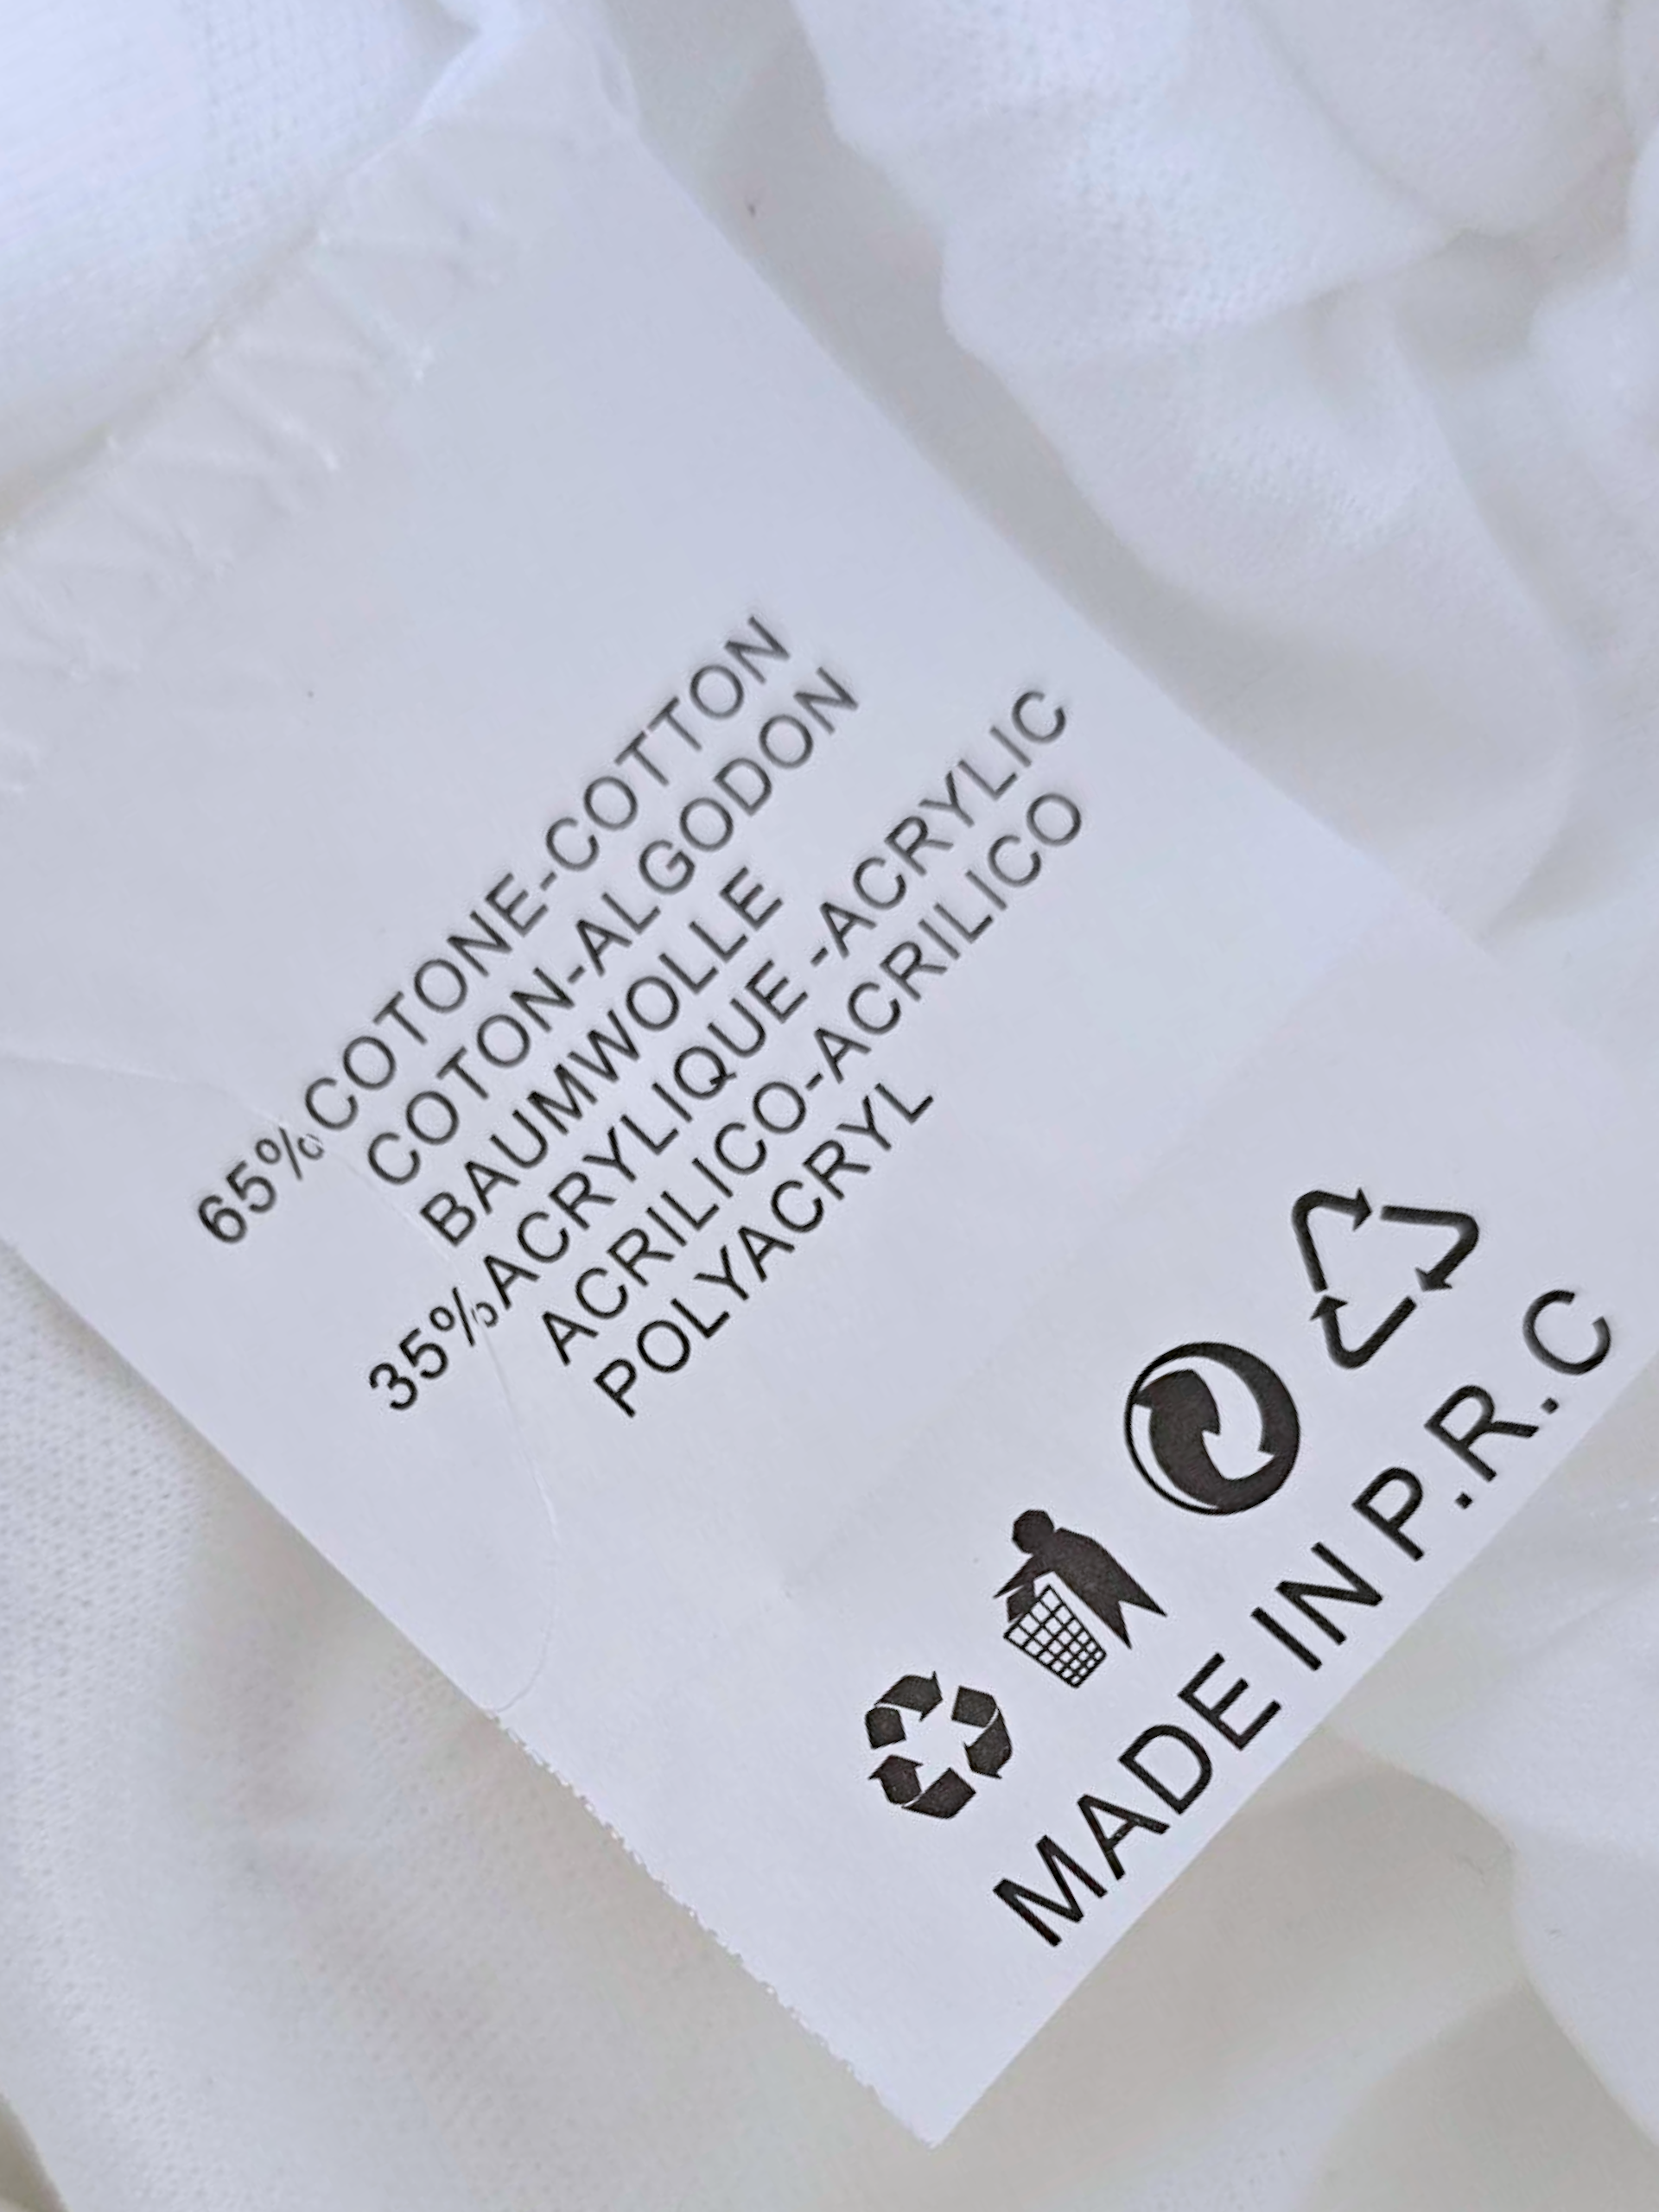 65%COTONE-COTTON
COTON-ALGODON
BAUMWOLLE
35%ACRYLIQUE -ACRYLIC
ACRILICO-ACRILICO
POLYACRYL
MADE IN P.R.C